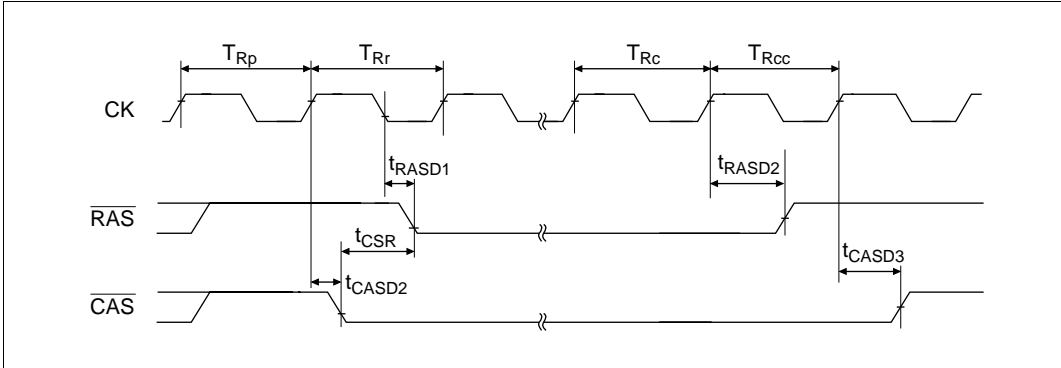 TRp TRr TRc TRcc
CK
tRASD1 tRASD2
RAS
tCSR tCASD3
tCASD2
CAS